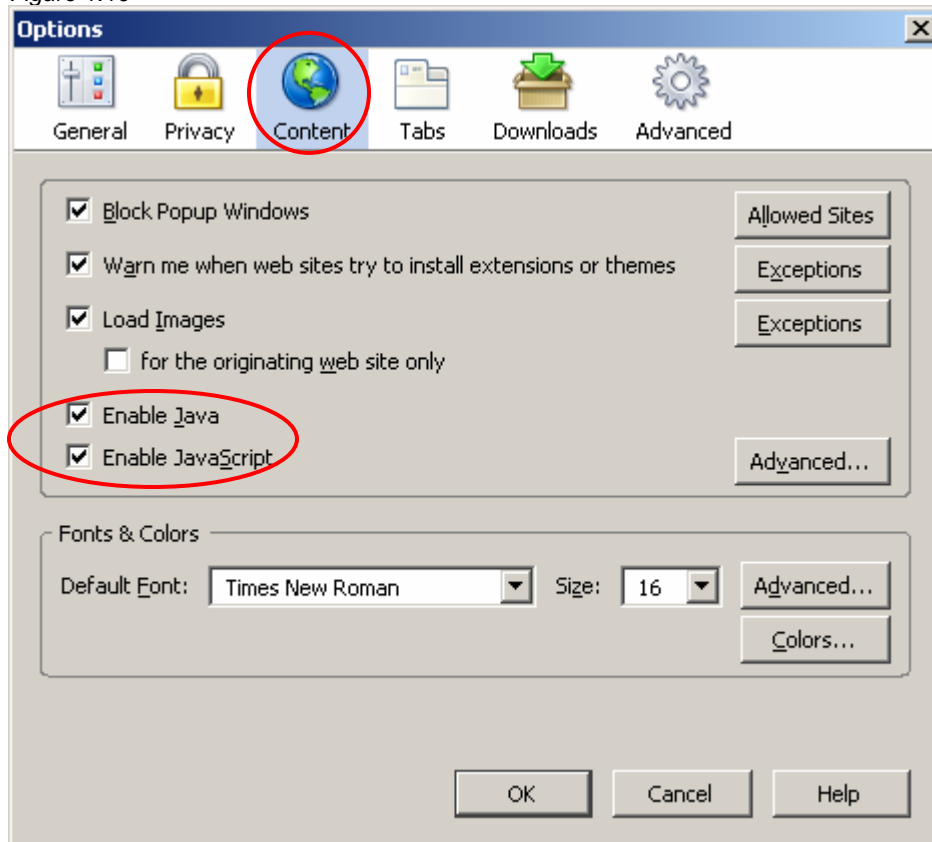 Options
General Privacy Content Tabs Downloads Advanced
Block Popup Windows Allowed Sites
Warn me when web sites try to install extensions or themes Exceptions
Load Images Exceptions
for the originating web site only
Enable Java
Enable JavaScript Advanced...
Fonts & Colors
Default Font: Times New Roman Size: 16 Advanced...
Colors...
OK Cancel Help